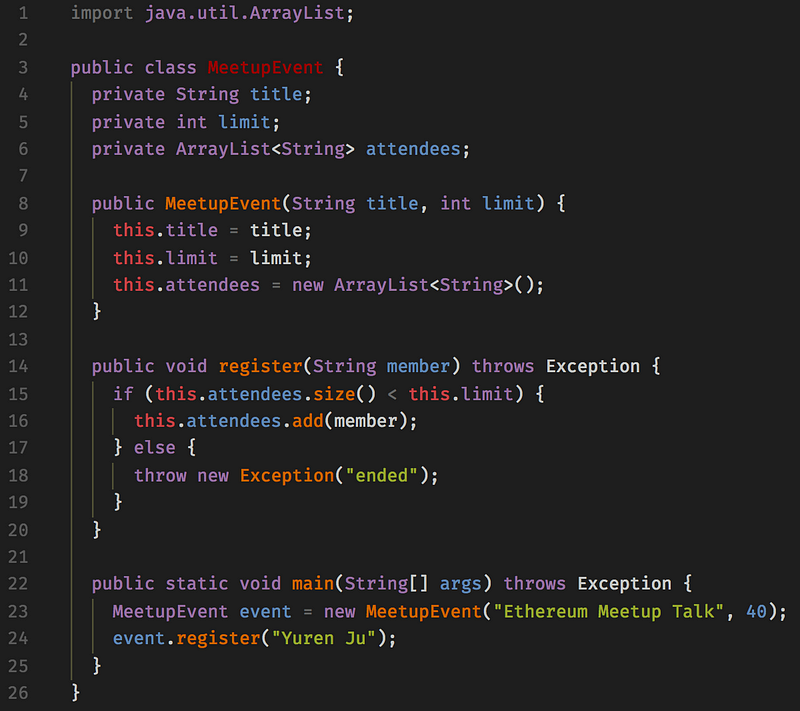 1 import java.util.ArrayList;
2
3 public class MeetupEvent {
4 private String title;
5 private int limit;
6 private ArrayList<String> attendees;
7
8 public MeetupEvent(String title, int limit) {
9 this.title = title;
10 this.limit = limit;
11 this.attendees = new ArrayList<String>();
12 }
13
14 public void register(String member) throws Exception {
15 if (this.attendees.size() < this.limit) {
16 this.attendees.add(member);
17 } else {
18 throw new Exception("ended");
19 }
20 }
21
22 public static void main(String[] args) throws Exception {
23 MeetupEvent event = new MeetupEvent("Ethereum Meetup Talk", 40);
24 event.register("Yuren Ju");
25 }
26 }